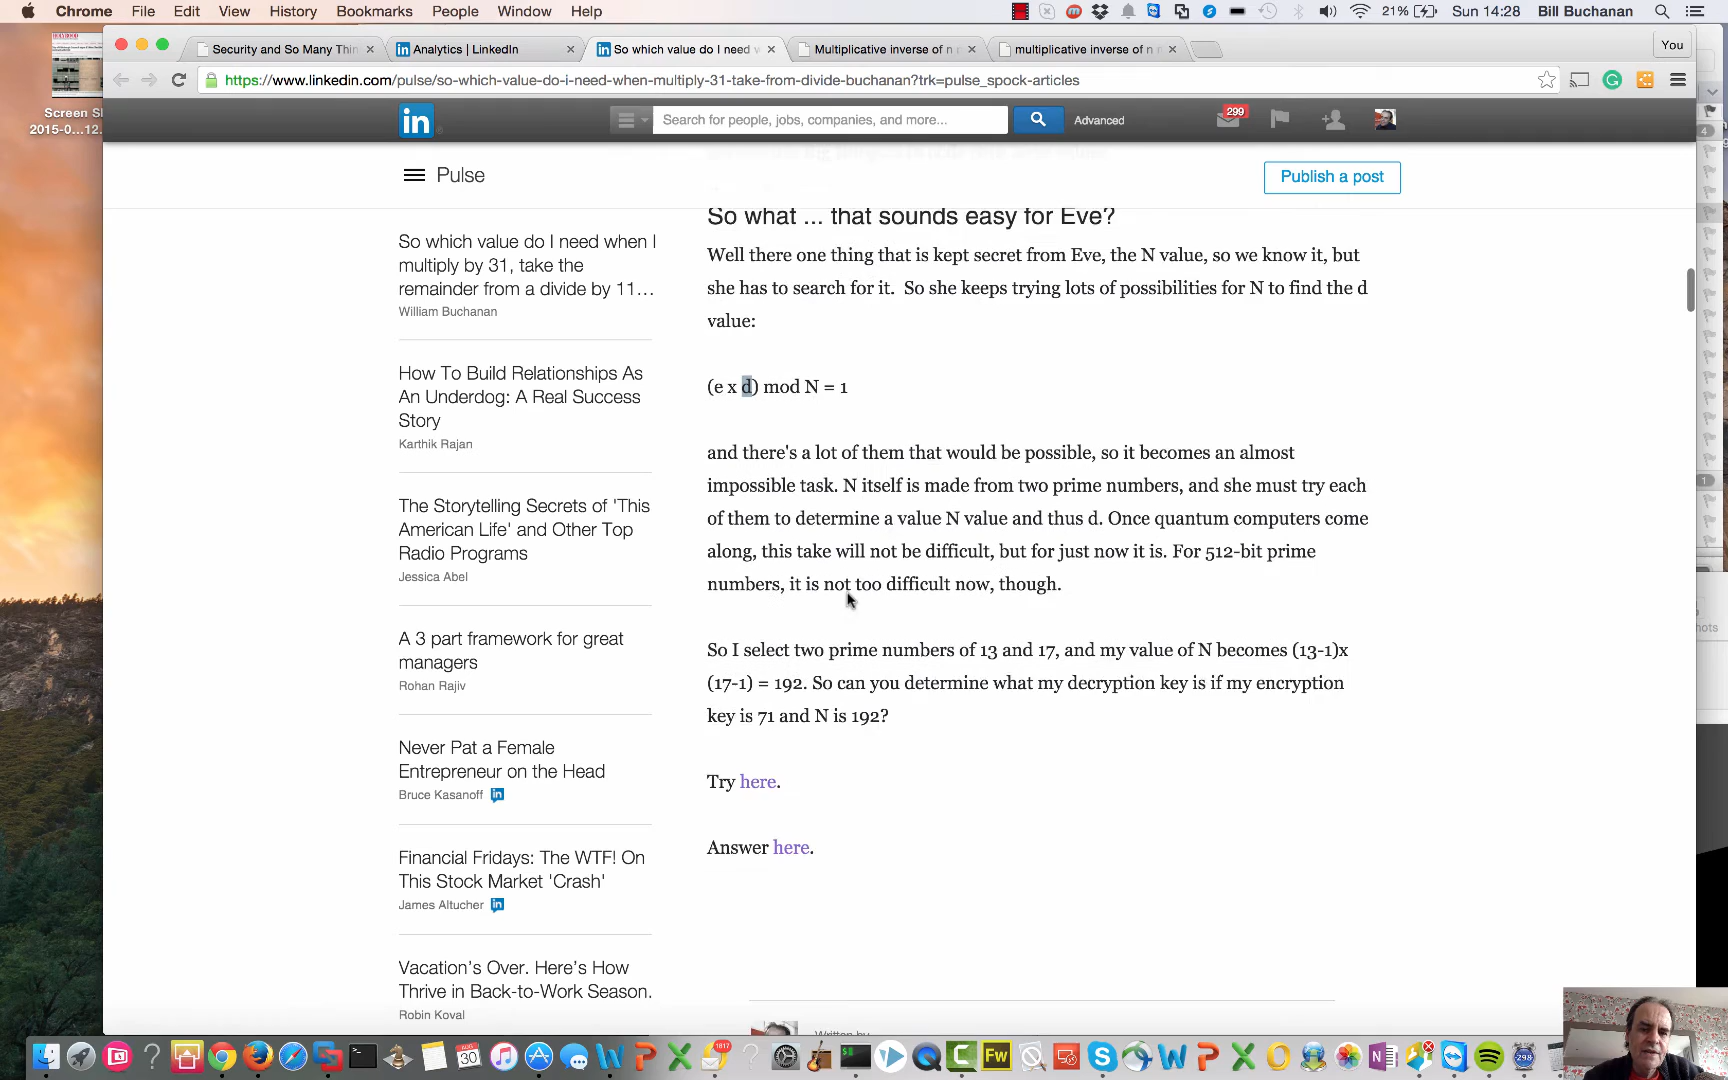 Chrome File Edit View History Bookmarks People Window Help
21% Sun 14:28 Bill Buchanan
Screen S
2015-0...12.
Security and So Many Thin
Analytics | LinkedIn
So which value do I need w
Multiplicative inverse of n m
multiplicative inverse of n m
You
https://www.linkedin.com/pulse/so-which-value-do-i-need-when-multiply-31-take-from-divide-buchanan?trk=pulse_spock-articles
in
Search for people, jobs, companies, and more...
Advanced
299
Pulse
Publish a post
So which value do I need when I
multiply by 31, take the
remainder from a divide by 11...
William Buchanan
How To Build Relationships As
An Underdog: A Real Success
Story
Karthik Rajan
The Storytelling Secrets of 'This
American Life' and Other Top
Radio Programs
Jessica Abel
A 3 part framework for great
managers
Rohan Rajiv
Never Pat a Female
Entrepreneur on the Head
Bruce Kasanoff in
Financial Fridays: The WTF! On
This Stock Market 'Crash'
James Altucher in
Vacation's Over. Here's How
Thrive in Back-to-Work Season.
Robin Koval
So what ... that sounds easy for Eve?
Well there one thing that is kept secret from Eve, the N value, so we know it, but
she has to search for it. So she keeps trying lots of possibilities for N to find the d
value:
(e x d) mod N = 1
and there's a lot of them that would be possible, so it becomes an almost
impossible task. N itself is made from two prime numbers, and she must try each
of them to determine a value N value and thus d. Once quantum computers come
along, this take will not be difficult, but for just now it is. For 512-bit prime
numbers, it is not too difficult now, though.
So I select two prime numbers of 13 and 17, and my value of N becomes (13-1)x
(17-1) = 192. So can you determine what my decryption key is if my encryption
key is 71 and N is 192?
Try here.
Answer here.
Written by
30
1817
Fw
298